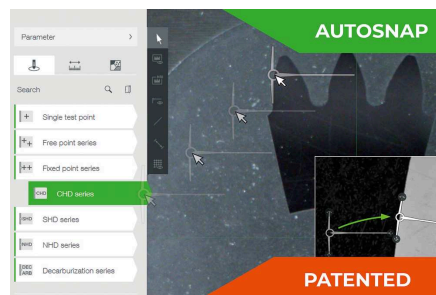 AUTOSNAP
Parameter
Search
Single test point
Free point series
Fixed point series
CHD
CHD series
SHD
SHD series
NHD
NHD series
DEC
ARB
Decarburization series
PATENTED